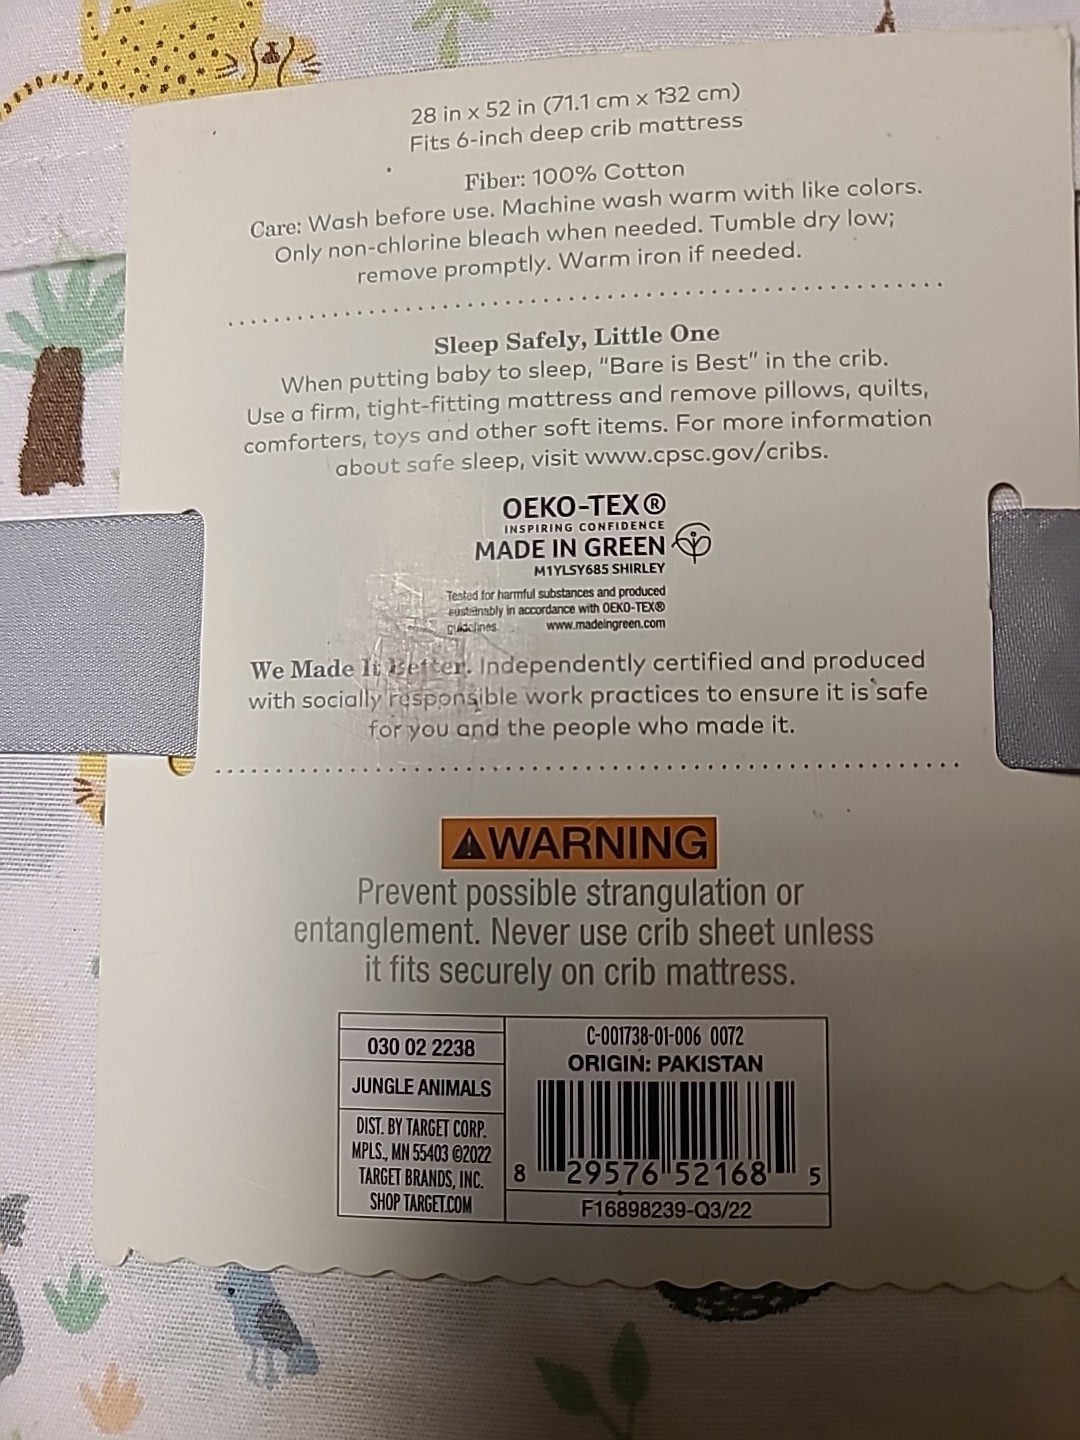 28 in x 52 in (71.1 cm x 132 cm)
Fits 6-inch deep crib mattress
Fiber: 100% Cotton
Care: Wash before use. Machine wash warm with like colors.
Only non-chlorine bleach when needed. Tumble dry low;
remove promptly. Warm iron if needed.
Sleep Safely, Little One
When putting baby to sleep, "Bare is Best" in the crib.
Use a firm, tight-fitting mattress and remove pillows, quilts,
comforters, toys and other soft items. For more information
about safe sleep, visit www.cpsc.gov/cribs.
OEKO-TEX®
INSPIRING CONFIDENCE
MADE IN GREEN
M1YLSY685 SHIRLEY
Tested for harmful substances and produced
sustainably in accordance with OEKO-TEX®
guidelines. www.madeingreen.com
We Made It Better. Independently certified and produced
with socially responsible work practices to ensure it is safe
for you and the people who made it.
WARNING
Prevent possible strangulation or
entanglement. Never use crib sheet unless
it fits securely on crib mattress.
030 02 2238
JUNGLE ANIMALS
DIST. BY TARGET CORP.
MPLS., MN 55403 ©2022
TARGET BRANDS, INC.
SHOP TARGET.COM
C-001738-01-006 0072
ORIGIN: PAKISTAN
8 29576 52168 5
F16898239-Q3/22